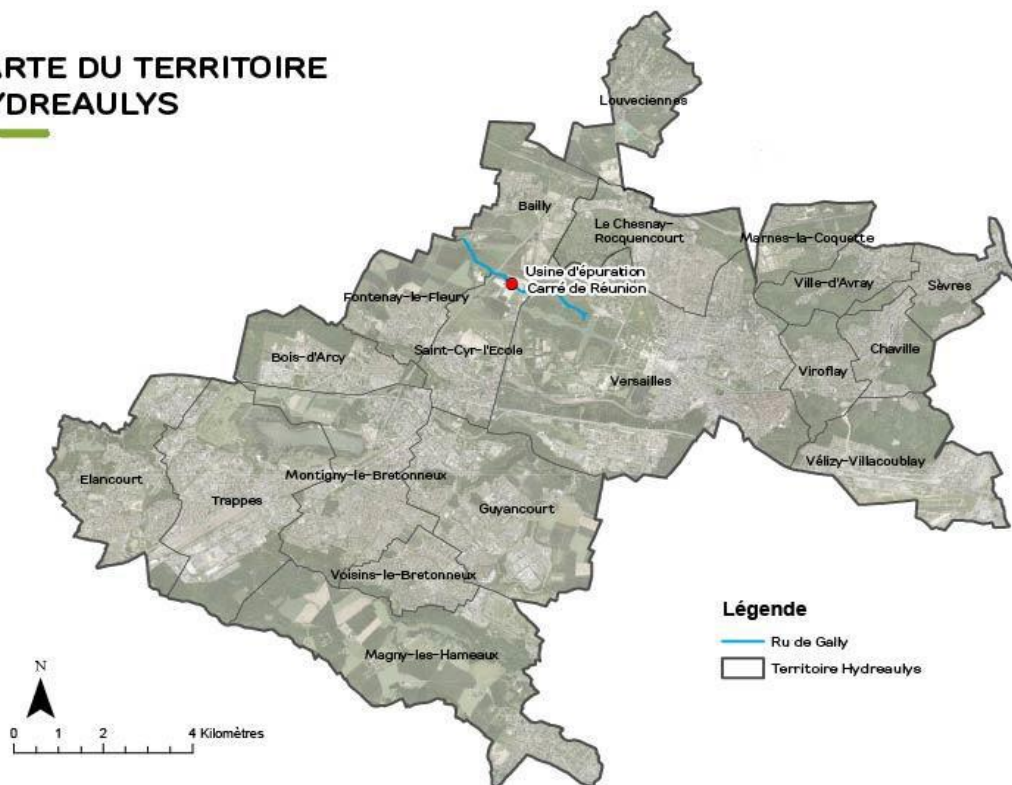 ARTE DU TERRITOIRE
YDREAULYS
Louveciennes
Bailly
Le Chesnay-
Rocquencourt
Marnes-la-Coquette
Usine d'épuration
Carré de Réunion
Ville-d'Avray
Sèvres
Fontenay-le-Fleury
Saint-Cyr-l'Ecole
Bois-d'Arcy
Chaville
Viroflay
Versailles
Vélizy-Villacoublay
Elancourt
Montigny-le-Bretonneux
Trappes
Guyancourt
Voisins-le-Bretonneux
Magny-les-Hameaux
Légende
Ru de Gally
Territoire Hydreaulys
N
0 1 2 4 Kilomètres